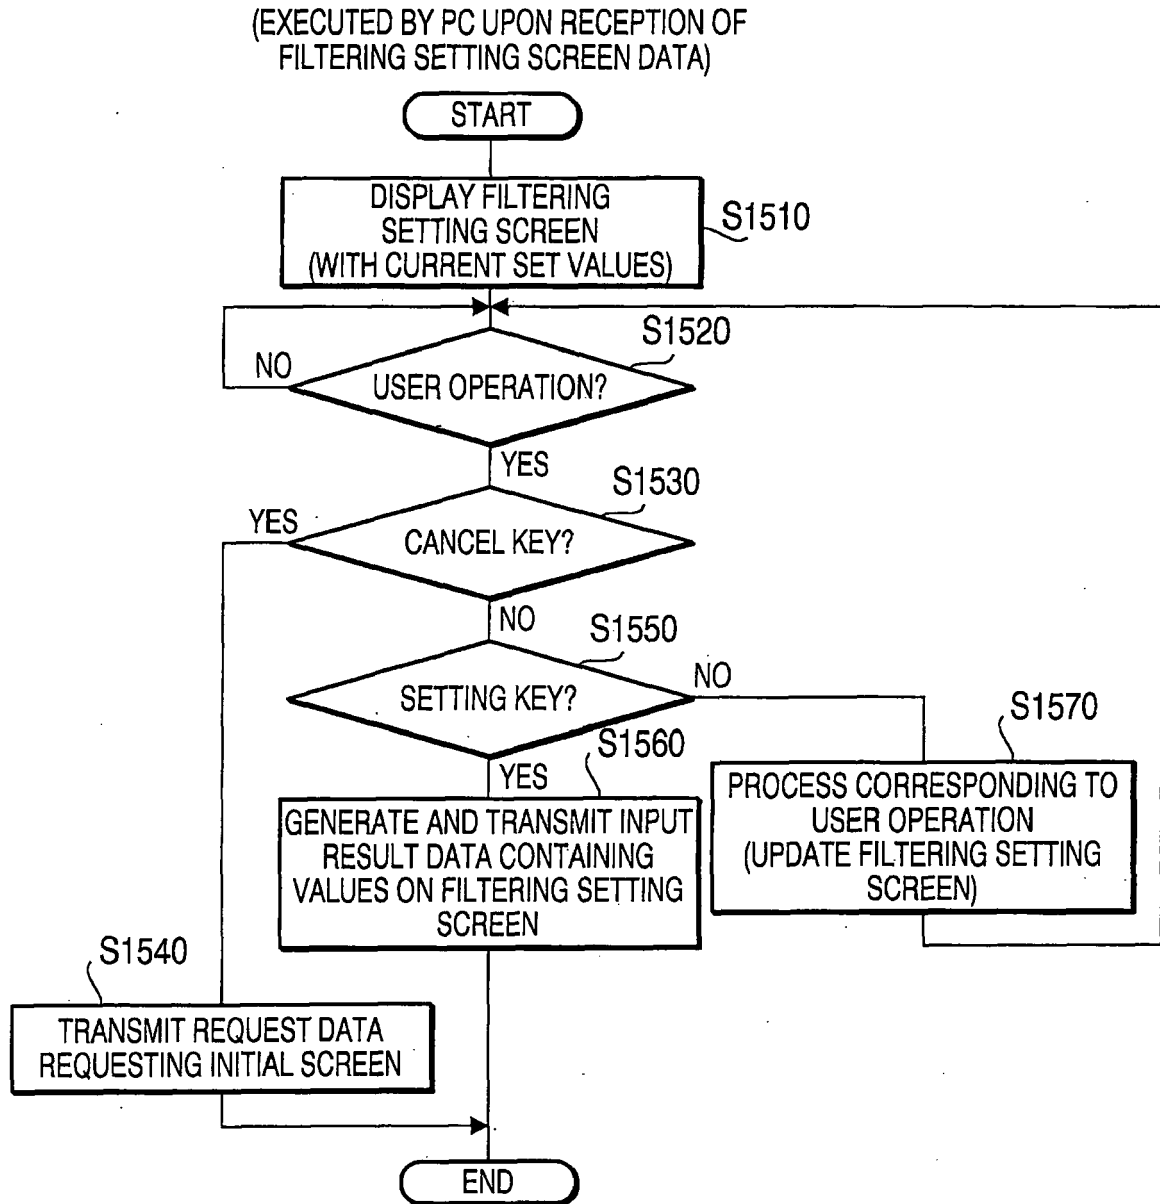 (EXECUTED BY PC UPON RECEPTION OF
FILTERING SETTING SCREEN DATA)
START
DISPLAY FILTERING
SETTING SCREEN
(WITH CURRENT SET VALUES)
S1510
S1520
NO
USER OPERATION?
YES
S1530
YES
CANCEL KEY?
NO
S1550
NO
SETTING KEY?
S1570
S1560
YES
PROCESS CORRESPONDING TO
USER OPERATION
(UPDATE FILTERING SETTING
SCREEN)
GENERATE AND TRANSMIT INPUT
RESULT DATA CONTAINING
VALUES ON FILTERING SETTING
SCREEN
S1540
TRANSMIT REQUEST DATA
REQUESTING INITIAL SCREEN
END